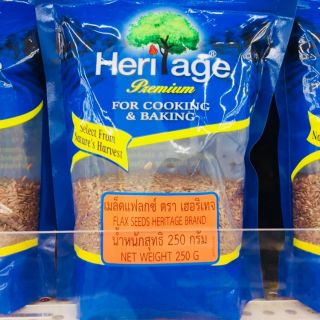 Heritage
Premium
FOR COOKING
& BAKING
Select From
Nature's Harvest
เมล็ดแฟลกซ์ ตรา เฮอริเทจ
FLAX SEEDS HERITAGE BRAND
น้ำหนักสุทธิ 250 กรัม
NET WEIGHT 250 G